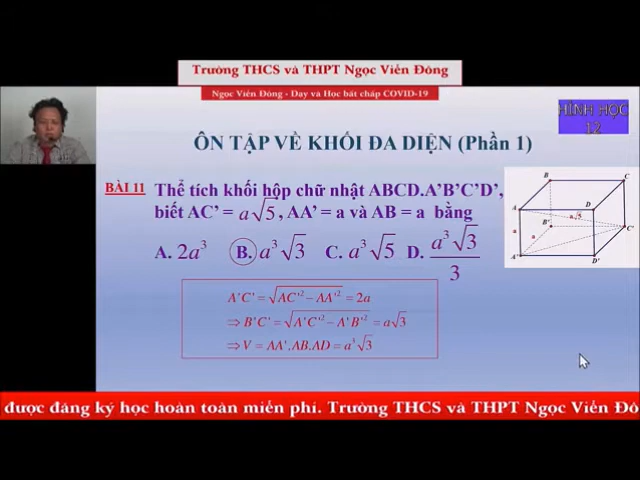 Trường THCS và THPT Ngọc Viễn Đông
Ngọc Viễn Đông - Dạy và Học bất chấp COVID-19
HÌNH HỌC
12
ÔN TẬP VỀ KHỐI ĐA DIỆN (Phần 1)
BÀI 11 Thể tích khối hộp chữ nhật ABCD.A'B'C'D',
biết AC' = a√5, AA' = a và AB = a bằng
A. 2a³ B. a³√3 C. a³√5 D. a³√3/3
A'C' = √(AC'² − AA'²) = 2a
⇒ B'C' = √(A'C'² − A'B'²) = a√3
⇒ V = AA'.AB.AD = a³√3
B C
A D
a√5
a B' C'
a
A' D'
được đăng ký học hoàn toàn miễn phí. Trường THCS và THPT Ngọc Viễn Đô